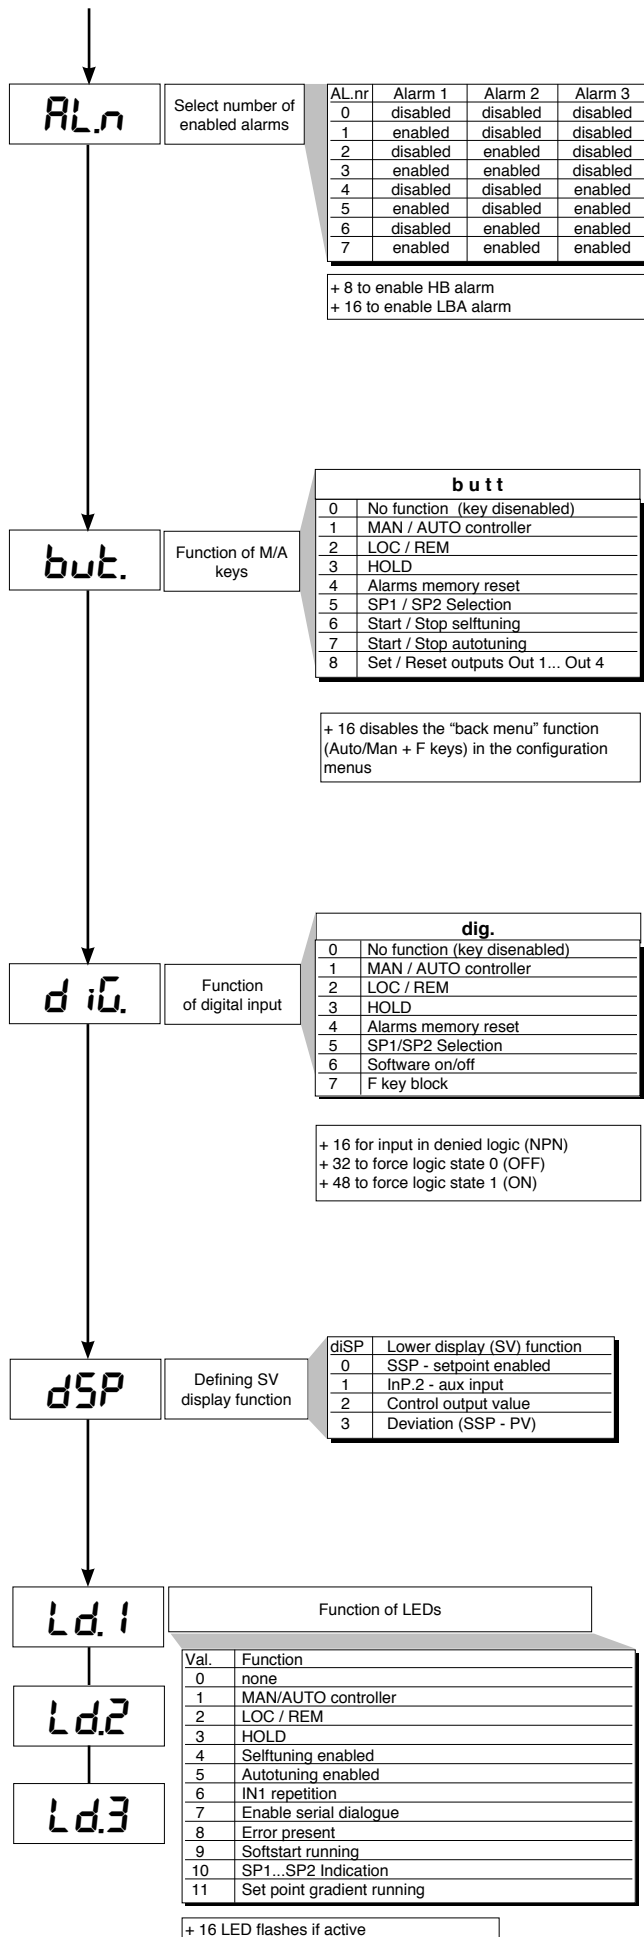 AL.n
Select number of
enabled alarms
AL.nr Alarm 1 Alarm 2 Alarm 3
0 disabled disabled disabled
1 enabled disabled disabled
2 disabled enabled disabled
3 enabled enabled disabled
4 disabled disabled enabled
5 enabled disabled enabled
6 disabled enabled enabled
7 enabled enabled enabled
+ 8 to enable HB alarm
+ 16 to enable LBA alarm
but.
Function of M/A
keys
b u t t
0 No function (key disenabled)
1 MAN / AUTO controller
2 LOC / REM
3 HOLD
4 Alarms memory reset
5 SP1 / SP2 Selection
6 Start / Stop selftuning
7 Start / Stop autotuning
8 Set / Reset outputs Out 1... Out 4
+ 16 disables the “back menu” function
(Auto/Man + F keys) in the configuration
menus
diG.
Function
of digital input
dig.
0 No function (key disenabled)
1 MAN / AUTO controller
2 LOC / REM
3 HOLD
4 Alarms memory reset
5 SP1/SP2 Selection
6 Software on/off
7 F key block
+ 16 for input in denied logic (NPN)
+ 32 to force logic state 0 (OFF)
+ 48 to force logic state 1 (ON)
dSP
Defining SV
display function
diSP Lower display (SV) function
0 SSP - setpoint enabled
1 InP.2 - aux input
2 Control output value
3 Deviation (SSP - PV)
Ld.1
Function of LEDs
Ld.2
Ld.3
Val. Function
0 none
1 MAN/AUTO controller
2 LOC / REM
3 HOLD
4 Selftuning enabled
5 Autotuning enabled
6 IN1 repetition
7 Enable serial dialogue
8 Error present
9 Softstart running
10 SP1...SP2 Indication
11 Set point gradient running
+ 16 LED flashes if active